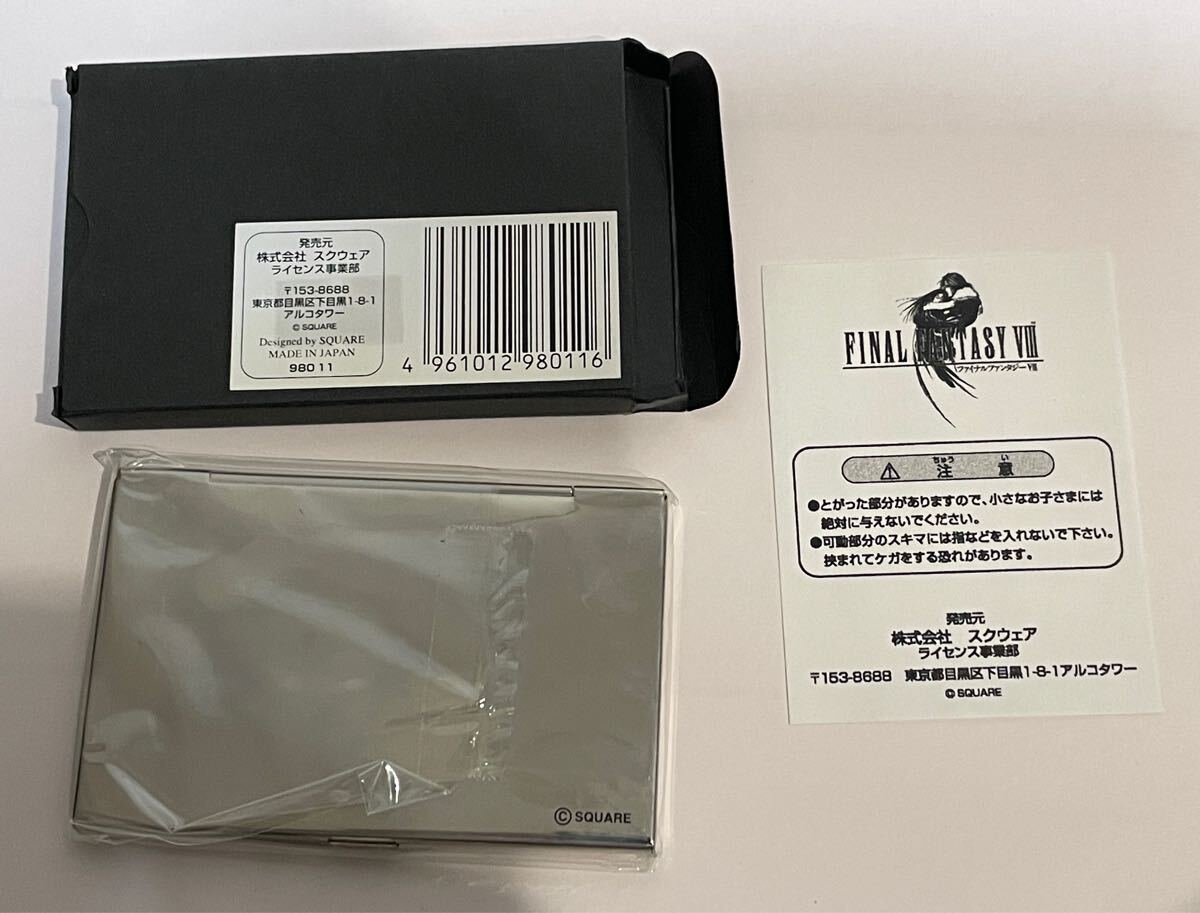 発売元
株式会社 スクウェア
ライセンス事業部
〒153-8688
東京都目黒区下目黒1-8-1
アルコタワー
© SQUARE
Designed by SQUARE
MADE IN JAPAN
980 11
4 961012 980116
FINAL FANTASY VIII
ファイナルファンタジーVIII
ちゅう い
⚠ 注 意
●とがった部分がありますので、小さなお子さまには
絶対に与えないでください。
●可動部分のスキマには指などを入れないで下さい。
挟まれてケガをする恐れがあります。
発売元
株式会社 スクウェア
ライセンス事業部
〒153-8688 東京都目黒区下目黒1-8-1アルコタワー
© SQUARE
© SQUARE